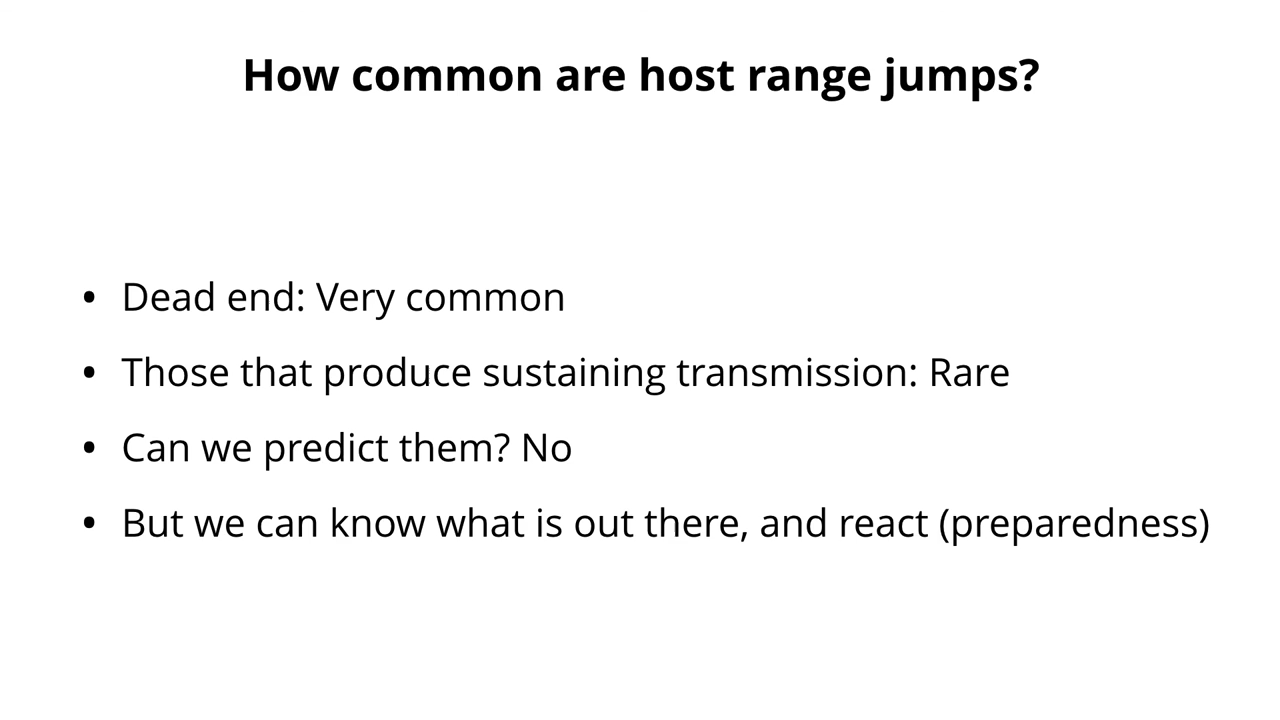 How common are host range jumps?
• Dead end: Very common
• Those that produce sustaining transmission: Rare
• Can we predict them? No
• But we can know what is out there, and react (preparedness)